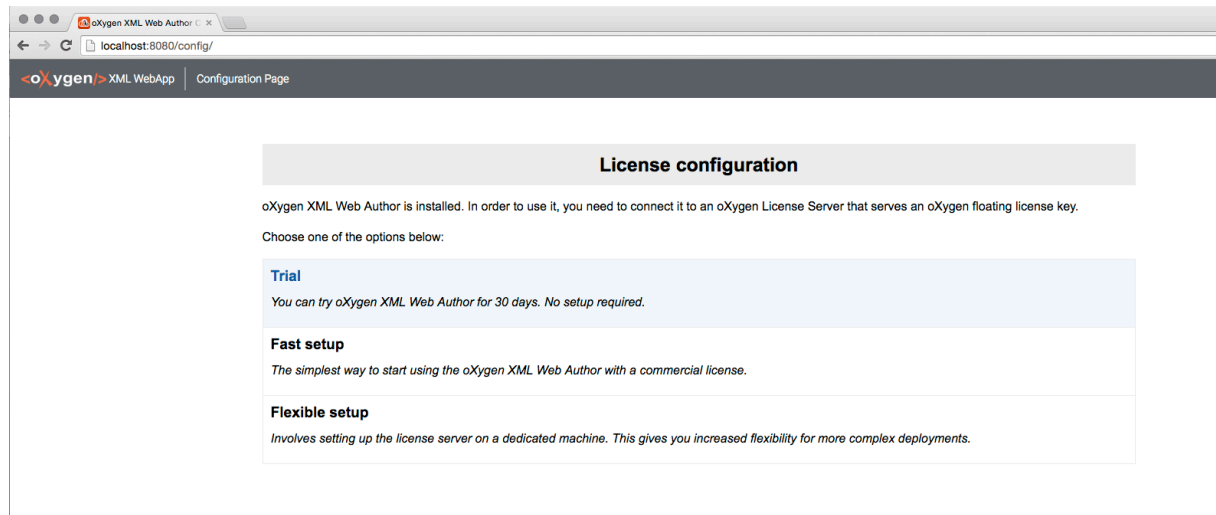 oXygen XML Web Author C
localhost:8080/config/
<oXygen/> XML WebApp Configuration Page
License configuration
oXygen XML Web Author is installed. In order to use it, you need to connect it to an oXygen License Server that serves an oXygen floating license key.
Choose one of the options below:
Trial
You can try oXygen XML Web Author for 30 days. No setup required.
Fast setup
The simplest way to start using the oXygen XML Web Author with a commercial license.
Flexible setup
Involves setting up the license server on a dedicated machine. This gives you increased flexibility for more complex deployments.